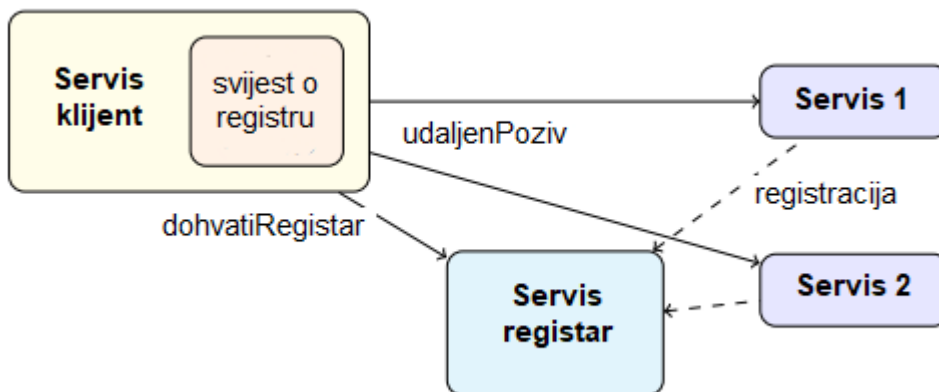 Servis
klijent
svijest o
registru
Servis 1
udaljenPoziv
registracija
dohvatiRegistar
Servis
registar
Servis 2